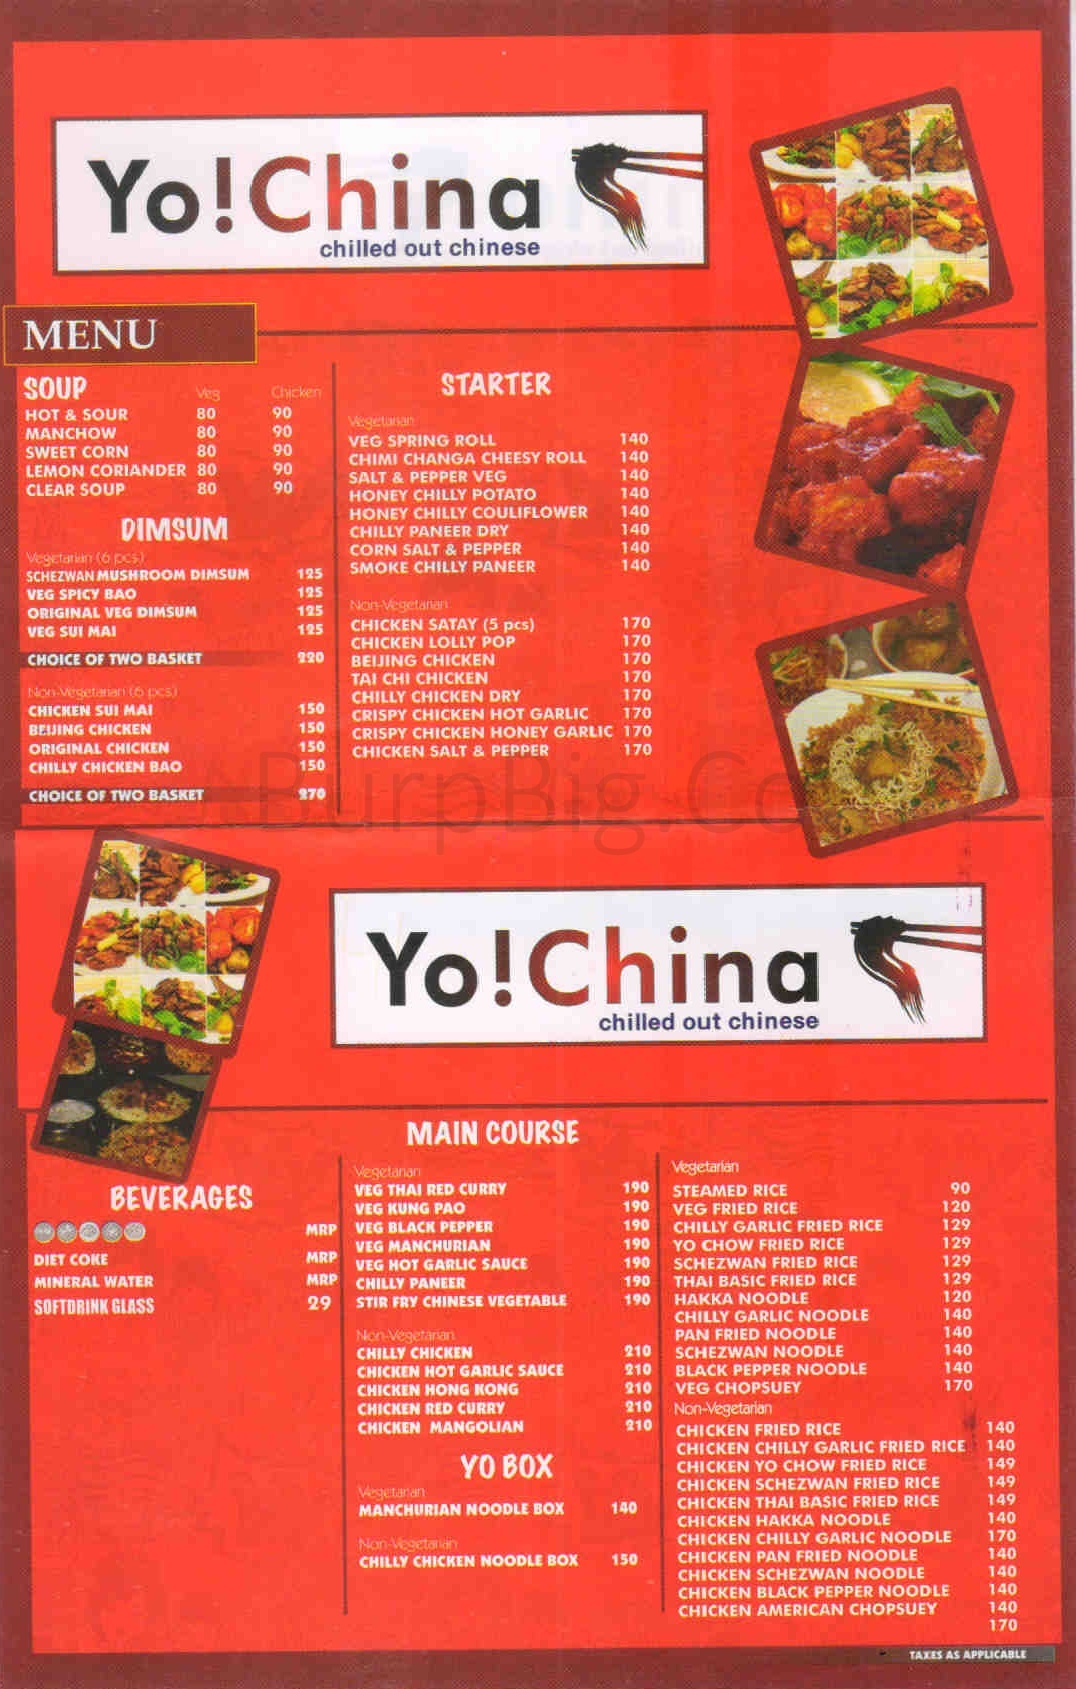 Yo!China
chilled out chinese
MENU
SOUP Veg Chicken
HOT & SOUR 80 90
MANCHOW 80 90
SWEET CORN 80 90
LEMON CORIANDER 80 90
CLEAR SOUP 80 90
DIMSUM
Vegetarian (6 pcs)
SCHEZWAN MUSHROOM DIMSUM 125
VEG SPICY BAO 125
ORIGINAL VEG DIMSUM 125
VEG SUI MAI 125
CHOICE OF TWO BASKET 220
Non-Vegetarian (6 pcs)
CHICKEN SUI MAI 150
BEIJING CHICKEN 150
ORIGINAL CHICKEN 150
CHILLY CHICKEN BAO 150
CHOICE OF TWO BASKET 270
STARTER
Vegetarian
VEG SPRING ROLL 140
CHIMI CHANGA CHEESY ROLL 140
SALT & PEPPER VEG 140
HONEY CHILLY POTATO 140
HONEY CHILLY COULIFLOWER 140
CHILLY PANEER DRY 140
CORN SALT & PEPPER 140
SMOKE CHILLY PANEER 140
Non-Vegetarian
CHICKEN SATAY (5 pcs) 170
CHICKEN LOLLY POP 170
BEIJING CHICKEN 170
TAI CHI CHICKEN 170
CHILLY CHICKEN DRY 170
CRISPY CHICKEN HOT GARLIC 170
CRISPY CHICKEN HONEY GARLIC 170
CHICKEN SALT & PEPPER 170
BurpBig.Co
Yo!China
chilled out chinese
BEVERAGES
MRP
DIET COKE MRP
MINERAL WATER MRP
SOFTDRINK GLASS 29
MAIN COURSE
Vegetarian
VEG THAI RED CURRY 190
VEG KUNG PAO 190
VEG BLACK PEPPER 190
VEG MANCHURIAN 190
VEG HOT GARLIC SAUCE 190
CHILLY PANEER 190
STIR FRY CHINESE VEGETABLE 190
Non-Vegetarian
CHILLY CHICKEN 210
CHICKEN HOT GARLIC SAUCE 210
CHICKEN HONG KONG 210
CHICKEN RED CURRY 210
CHICKEN MANGOLIAN 210
YO BOX
Vegetarian
MANCHURIAN NOODLE BOX 140
Non-Vegetarian
CHILLY CHICKEN NOODLE BOX 150
Vegetarian
STEAMED RICE 90
VEG FRIED RICE 120
CHILLY GARLIC FRIED RICE 129
YO CHOW FRIED RICE 129
SCHEZWAN FRIED RICE 129
THAI BASIC FRIED RICE 129
HAKKA NOODLE 120
CHILLY GARLIC NOODLE 140
PAN FRIED NOODLE 140
SCHEZWAN NOODLE 140
BLACK PEPPER NOODLE 140
VEG CHOPSUEY 170
Non-Vegetarian
CHICKEN FRIED RICE 140
CHICKEN CHILLY GARLIC FRIED RICE 140
CHICKEN YO CHOW FRIED RICE 149
CHICKEN SCHEZWAN FRIED RICE 149
CHICKEN THAI BASIC FRIED RICE 149
CHICKEN HAKKA NOODLE 140
CHICKEN CHILLY GARLIC NOODLE 170
CHICKEN PAN FRIED NOODLE 140
CHICKEN SCHEZWAN NOODLE 140
CHICKEN BLACK PEPPER NOODLE 140
CHICKEN AMERICAN CHOPSUEY 140
170
TAXES AS APPLICABLE